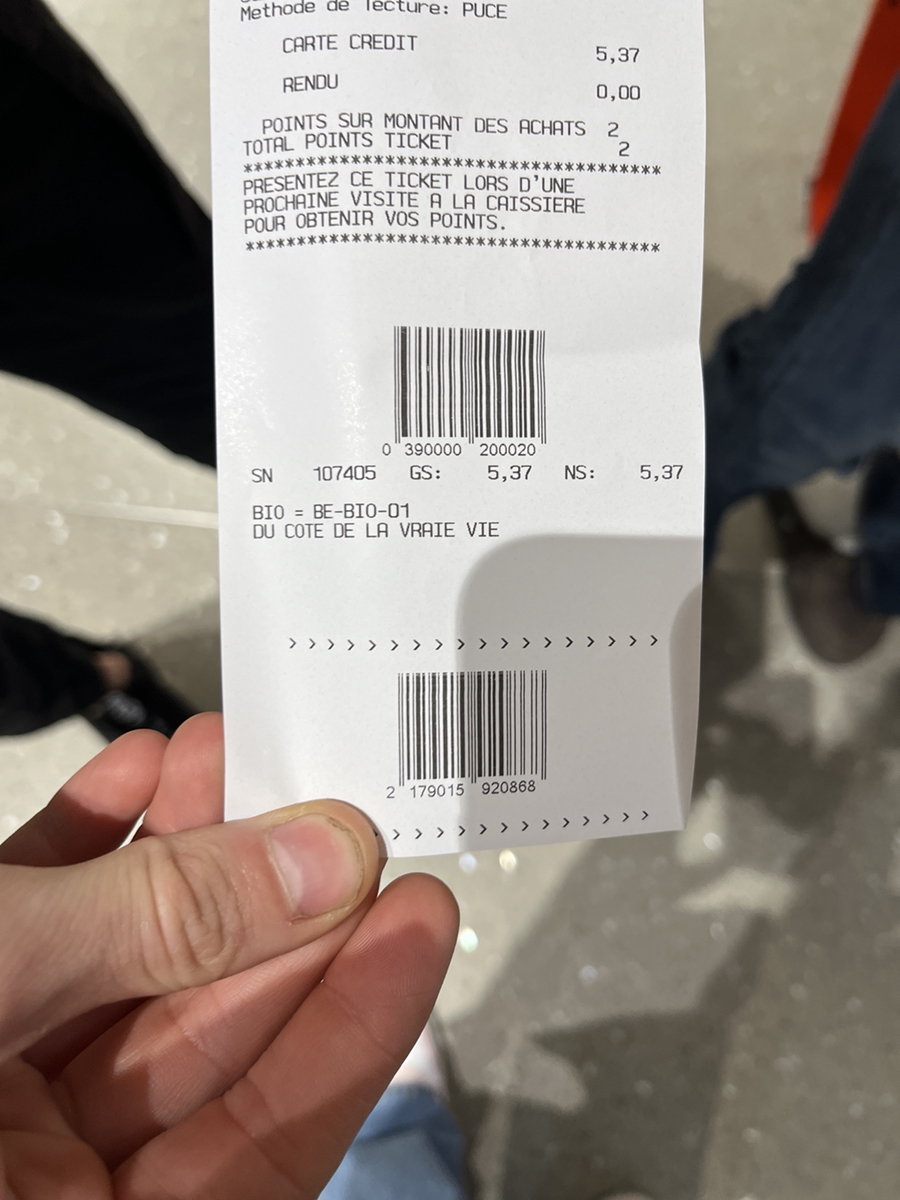 Methode de lecture: PUCE
CARTE CREDIT 5,37
RENDU 0,00
POINTS SUR MONTANT DES ACHATS 2
TOTAL POINTS TICKET 2
********************************
PRESENTEZ CE TICKET LORS D'UNE
PROCHAINE VISITE A LA CAISSIERE
POUR OBTENIR VOS POINTS.
********************************
0 390000 200020
SN 107405 GS: 5,37 NS: 5,37
BIO = BE-BIO-01
DU COTE DE LA VRAIE VIE
> > > > > > > > > > > > > > > > > > >
2 179015 920868
> > > > > > > > > > > > >